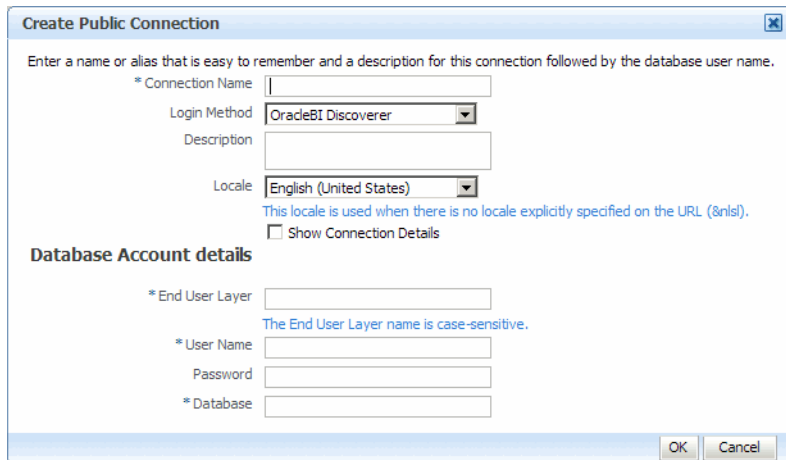 Create Public Connection
Enter a name or alias that is easy to remember and a description for this connection followed by the database user name.
* Connection Name
Login Method OracleBI Discoverer
Description
Locale English (United States)
This locale is used when there is no locale explicitly specified on the URL (&nlsl).
Show Connection Details
Database Account details
* End User Layer
The End User Layer name is case-sensitive.
* User Name
Password
* Database
OK Cancel